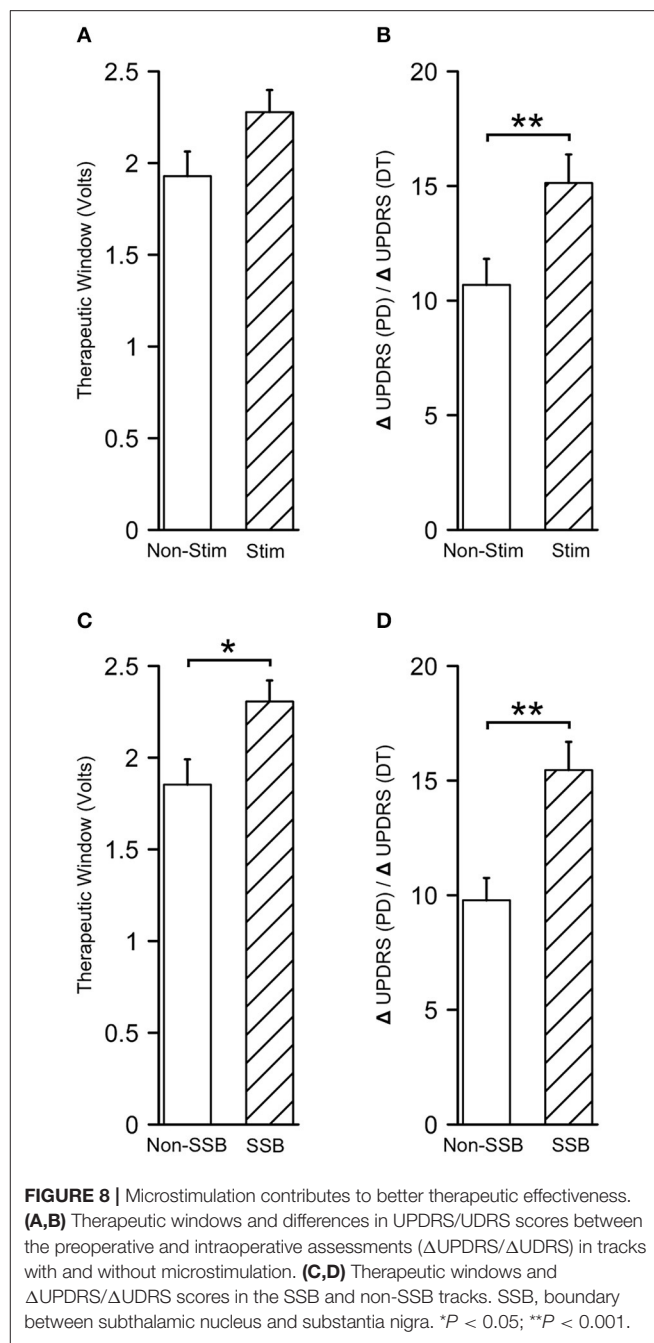 A
B
2.5
2
1.5
1
0.5
0
Therapeutic Window (Volts)
Non-Stim Stim
20
15
10
5
0
Δ UPDRS (PD) / Δ UPDRS (DT)
**
Non-Stim Stim
C
D
2.5
2
1.5
1
0.5
0
Therapeutic Window (Volts)
*
Non-SSB SSB
20
15
10
5
0
Δ UPDRS (PD) / Δ UPDRS (DT)
**
Non-SSB SSB
FIGURE 8 | Microstimulation contributes to better therapeutic effectiveness.
(A,B) Therapeutic windows and differences in UPDRS/UDRS scores between
the preoperative and intraoperative assessments (ΔUPDRS/ΔUDRS) in tracks
with and without microstimulation. (C,D) Therapeutic windows and
ΔUPDRS/ΔUDRS scores in the SSB and non-SSB tracks. SSB, boundary
between subthalamic nucleus and substantia nigra. *P < 0.05; **P < 0.001.